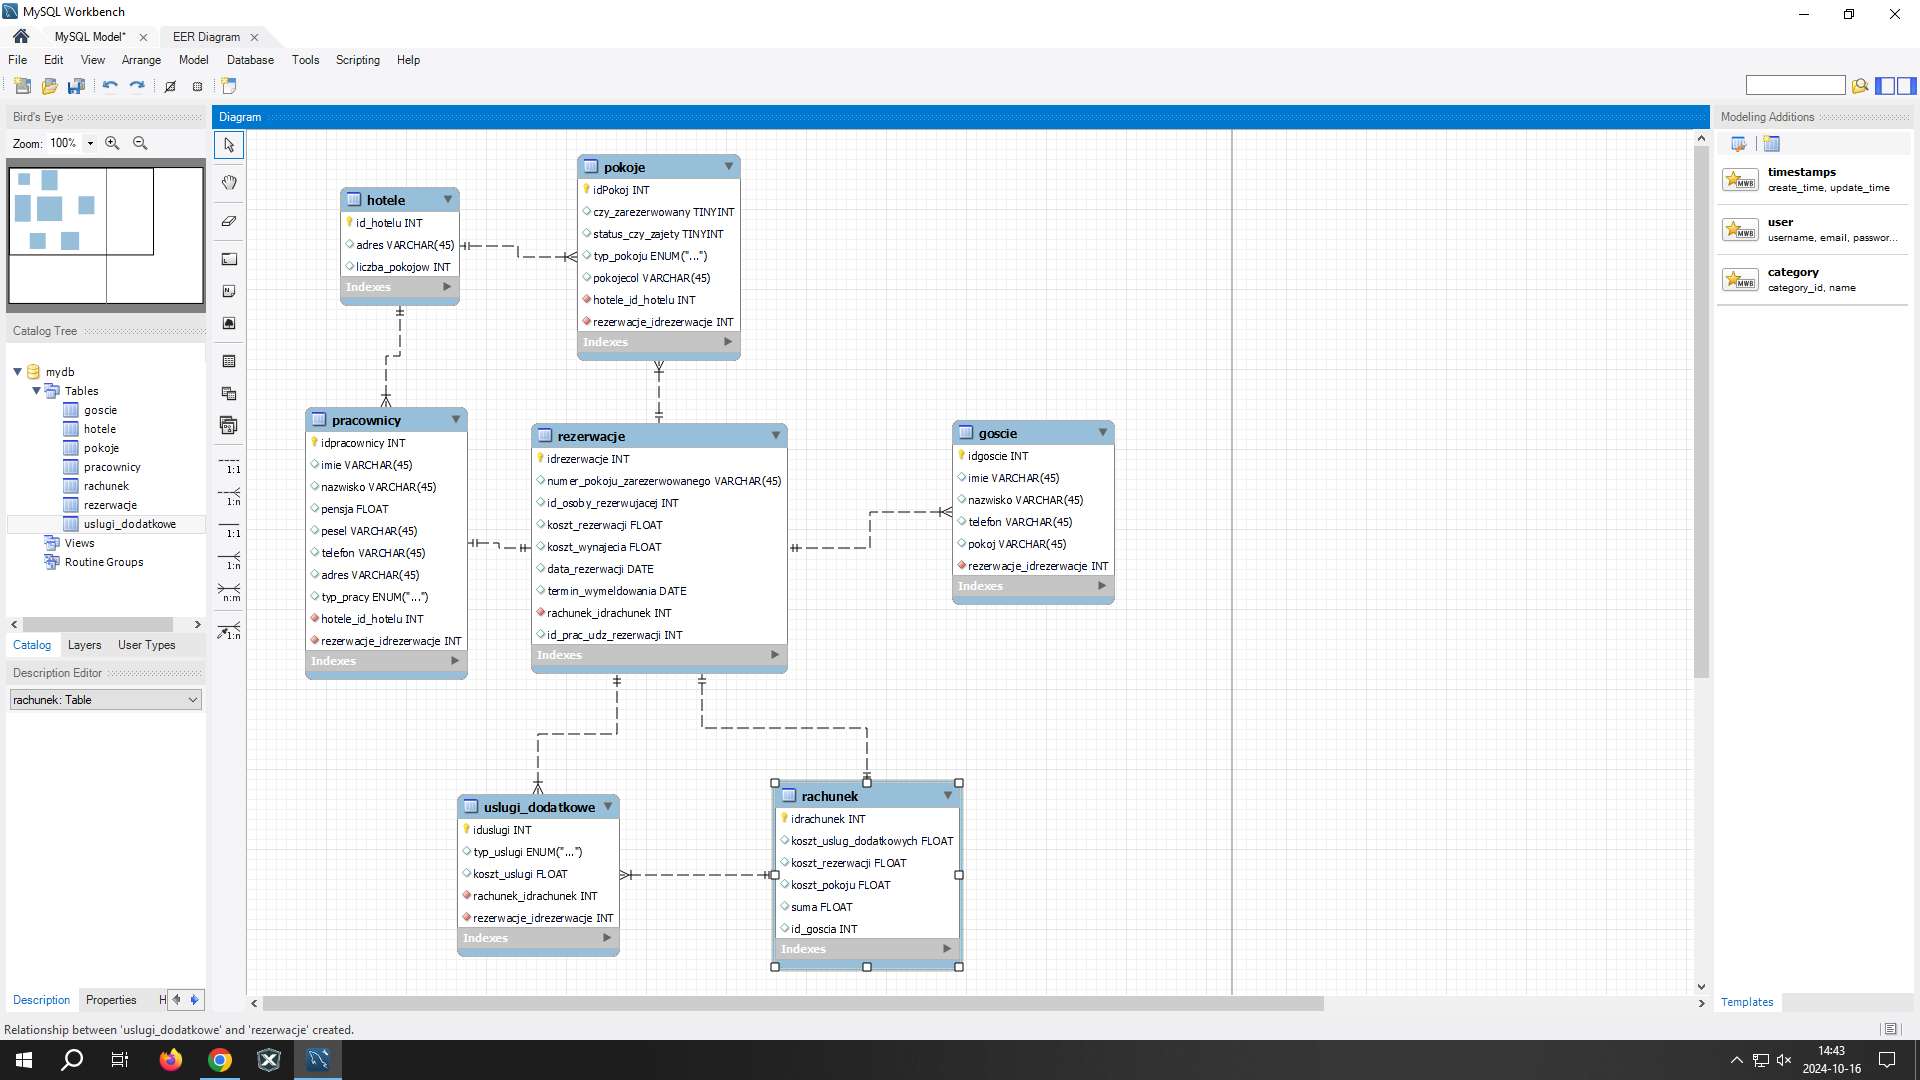 MySQL Workbench
MySQL Model*
EER Diagram
File Edit View Arrange Model Database Tools Scripting Help
Bird's Eye
Zoom: 100%
Catalog Tree
mydb
Tables
goscie
hotele
pokoje
pracownicy
rachunek
rezerwacje
uslugi_dodatkowe
Views
Routine Groups
Catalog Layers User Types
Description Editor
rachunek: Table
Description Properties H
Diagram
1:1
1:n
1:1
1:n
n:m
1:n
hotele
id_hotelu INT
adres VARCHAR(45)
liczba_pokojow INT
Indexes
pokoje
idPokoj INT
czy_zarezerwowany TINYINT
status_czy_zajety TINYINT
typ_pokoju ENUM("...")
pokojecol VARCHAR(45)
hotele_id_hotelu INT
rezerwacje_idrezerwacje INT
Indexes
pracownicy
idpracownicy INT
imie VARCHAR(45)
nazwisko VARCHAR(45)
pensja FLOAT
pesel VARCHAR(45)
telefon VARCHAR(45)
adres VARCHAR(45)
typ_pracy ENUM("...")
hotele_id_hotelu INT
rezerwacje_idrezerwacje INT
Indexes
rezerwacje
idrezerwacje INT
numer_pokoju_zarezerwowanego VARCHAR(45)
id_osoby_rezerwujacej INT
koszt_rezerwacji FLOAT
koszt_wynajecia FLOAT
data_rezerwacji DATE
termin_wymeldowania DATE
rachunek_idrachunek INT
id_prac_udz_rezerwacji INT
Indexes
goscie
idgoscie INT
imie VARCHAR(45)
nazwisko VARCHAR(45)
telefon VARCHAR(45)
pokoj VARCHAR(45)
rezerwacje_idrezerwacje INT
Indexes
uslugi_dodatkowe
iduslugi INT
typ_uslugi ENUM("...")
koszt_uslugi FLOAT
rachunek_idrachunek INT
rezerwacje_idrezerwacje INT
Indexes
rachunek
idrachunek INT
koszt_uslug_dodatkowych FLOAT
koszt_rezerwacji FLOAT
koszt_pokoju FLOAT
suma FLOAT
id_goscia INT
Indexes
Modeling Additions
MWB
timestamps
create_time, update_time
MWB
user
username, email, passwor...
MWB
category
category_id, name
Templates
Relationship between 'uslugi_dodatkowe' and 'rezerwacje' created.
14:43
2024-10-16